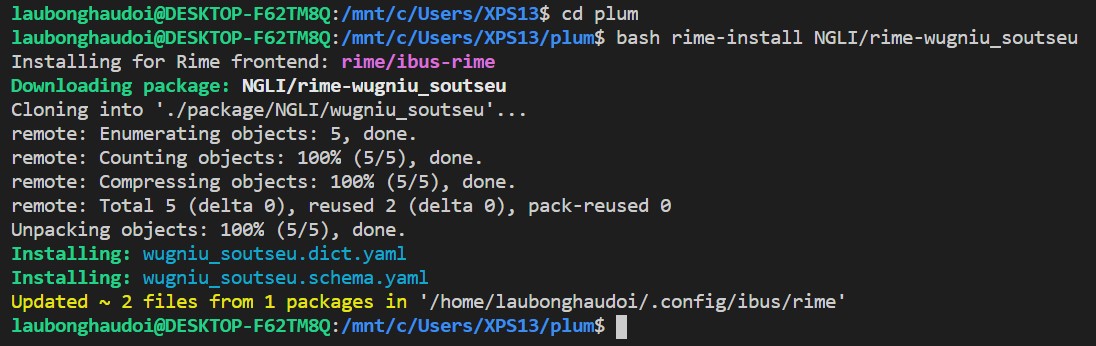 laubonghaudoi@DESKTOP-F62TM8Q:/mnt/c/Users/XPS13$ cd plum
laubonghaudoi@DESKTOP-F62TM8Q:/mnt/c/Users/XPS13/plum$ bash rime-install NGLI/rime-wugniu_soutseu
Installing for Rime frontend: rime/ibus-rime
Downloading package: NGLI/rime-wugniu_soutseu
Cloning into './package/NGLI/wugniu_soutseu'...
remote: Enumerating objects: 5, done.
remote: Counting objects: 100% (5/5), done.
remote: Compressing objects: 100% (5/5), done.
remote: Total 5 (delta 0), reused 2 (delta 0), pack-reused 0
Unpacking objects: 100% (5/5), done.
Installing: wugniu_soutseu.dict.yaml
Installing: wugniu_soutseu.schema.yaml
Updated ~ 2 files from 1 packages in '/home/laubonghaudoi/.config/ibus/rime'
laubonghaudoi@DESKTOP-F62TM8Q:/mnt/c/Users/XPS13/plum$